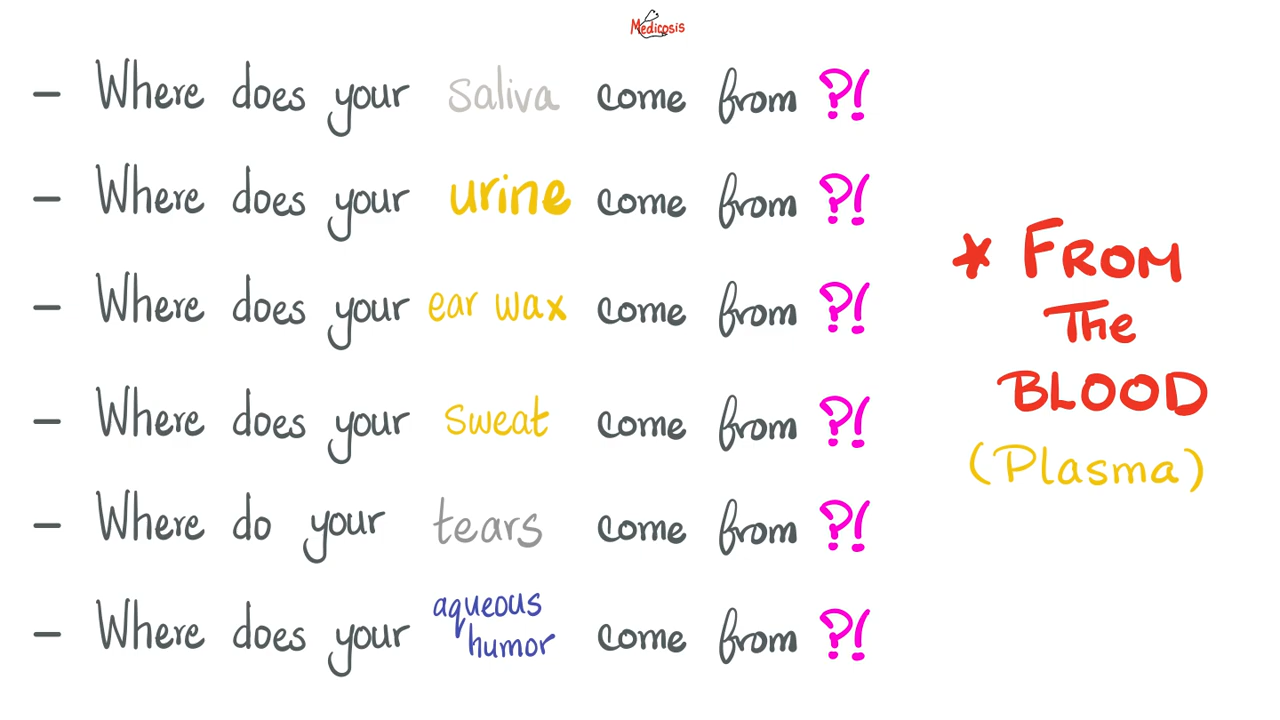 Medicosis
- Where does your saliva come from ?!
- Where does your urine come from ?!
- Where does your ear wax come from ?!
- Where does your sweat come from ?!
- Where do your tears come from ?!
- Where does your aqueous humor come from ?!
* FROM
The
BLOOD
(Plasma)